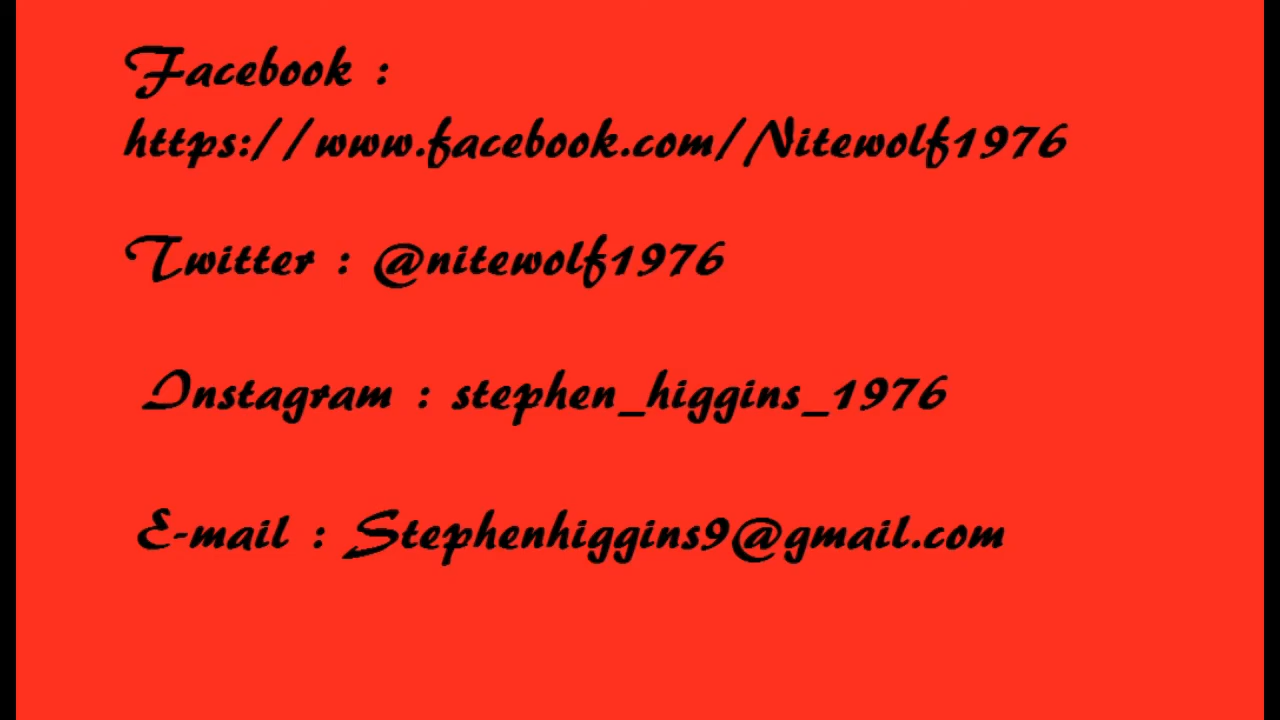 Facebook :
https://www.facebook.com/Nitewolf1976
Twitter : @nitewolf1976
Instagram : stephen_higgins_1976
E-mail : Stephenhiggins9@gmail.com